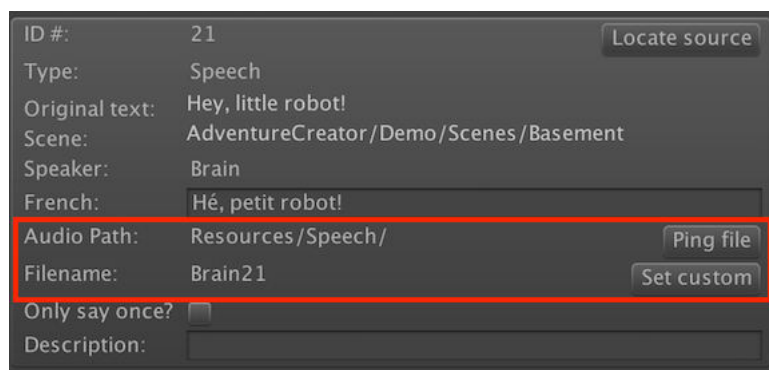 ID #: 21 Locate source
Type: Speech
Original text: Hey, little robot!
Scene: AdventureCreator/Demo/Scenes/Basement
Speaker: Brain
French: Hé, petit robot!
Audio Path: Resources/Speech/ Ping file
Filename: Brain21 Set custom
Only say once?
Description: